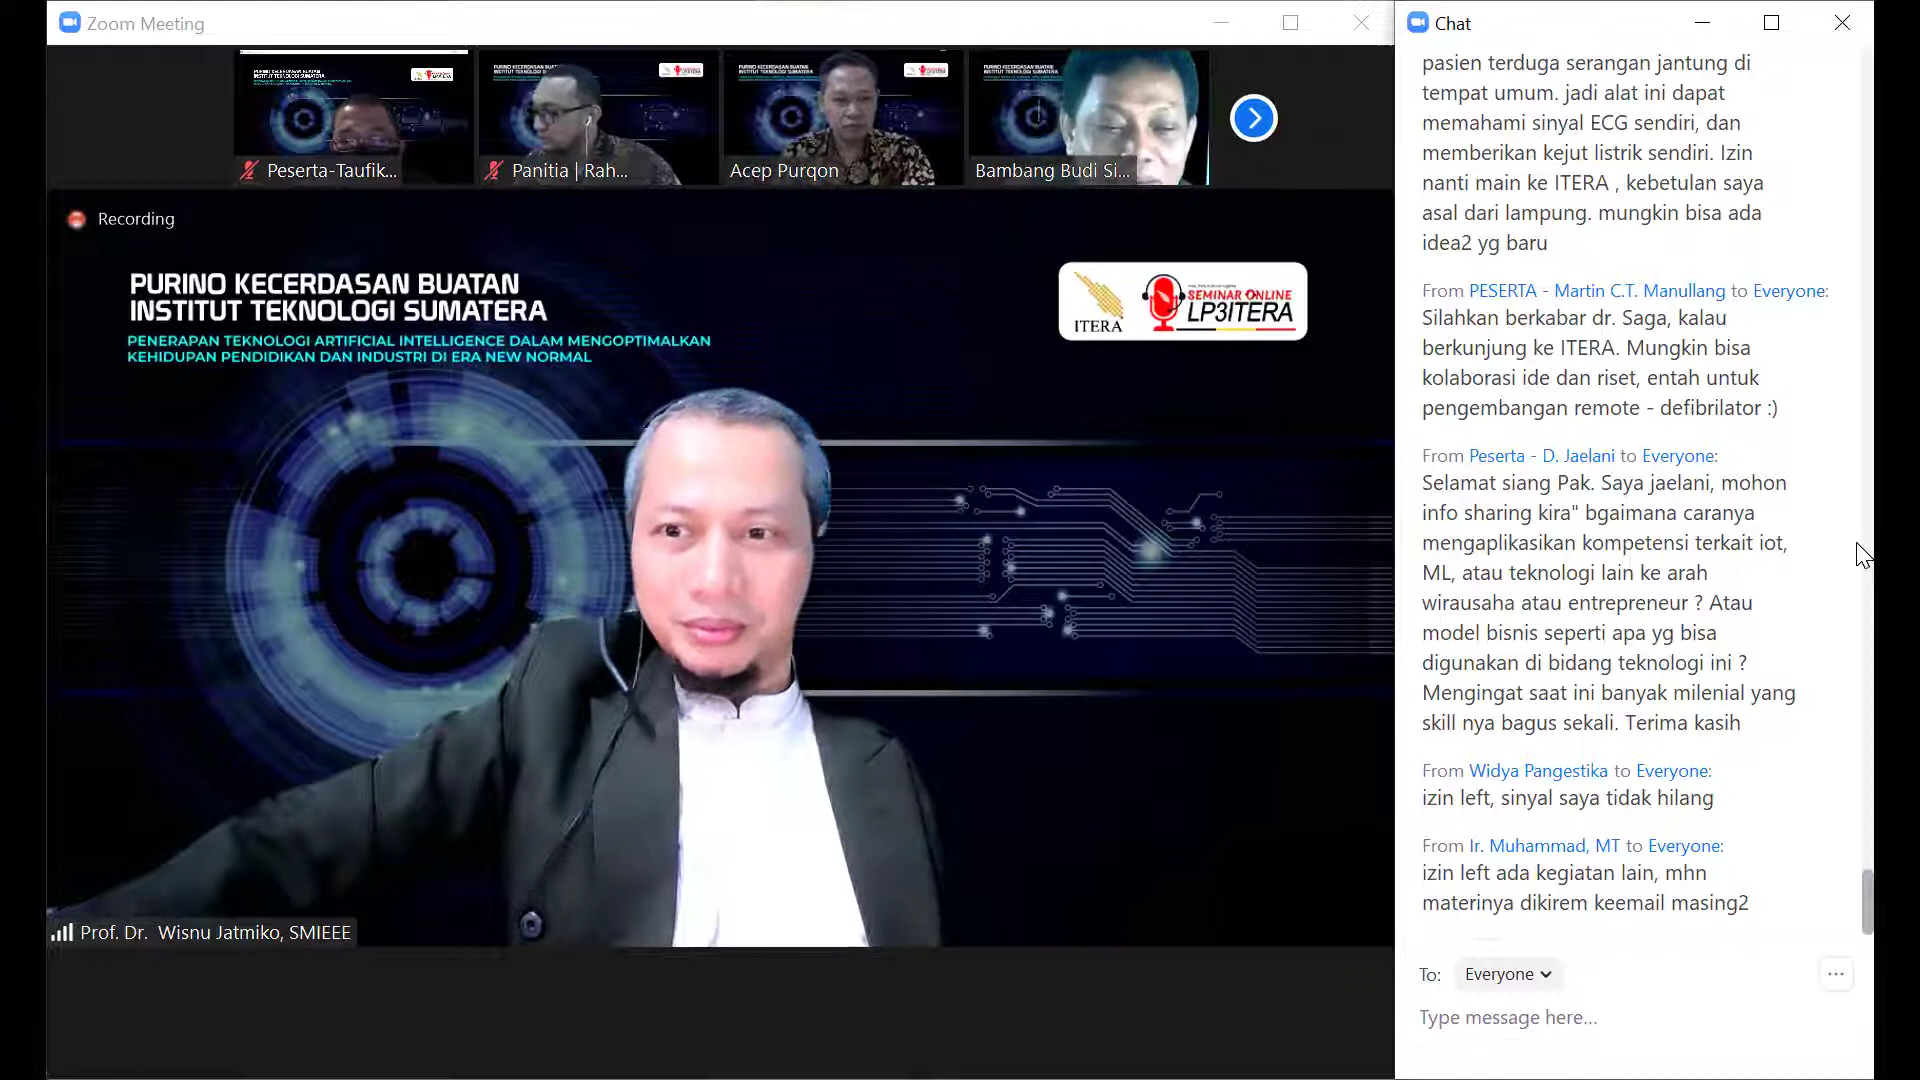 Zoom Meeting
PURINO KECERDASAN BUATAN
INSTITUT TEKNOLOGI SUMATERA
Peserta-Taufik...
Panitia | Rah...
Acep Purqon
Bambang Budi Si...
Recording
PURINO KECERDASAN BUATAN
INSTITUT TEKNOLOGI SUMATERA
PENERAPAN TEKNOLOGI ARTIFICIAL INTELLIGENCE DALAM MENGOPTIMALKAN
KEHIDUPAN PENDIDIKAN DAN INDUSTRI DI ERA NEW NORMAL
ITERA
SEMINAR ONLINE
LP3ITERA
Prof. Dr. Wisnu Jatmiko, SMIEEE
Chat
pasien terduga serangan jantung di
tempat umum. jadi alat ini dapat
memahami sinyal ECG sendiri, dan
memberikan kejut listrik sendiri. Izin
nanti main ke ITERA , kebetulan saya
asal dari lampung. mungkin bisa ada
idea2 yg baru
From PESERTA - Martin C.T. Manullang to Everyone:
Silahkan berkabar dr. Saga, kalau
berkunjung ke ITERA. Mungkin bisa
kolaborasi ide dan riset, entah untuk
pengembangan remote - defibrilator :)
From Peserta - D. Jaelani to Everyone:
Selamat siang Pak. Saya jaelani, mohon
info sharing kira" bgaimana caranya
mengaplikasikan kompetensi terkait iot,
ML, atau teknologi lain ke arah
wirausaha atau entrepreneur ? Atau
model bisnis seperti apa yg bisa
digunakan di bidang teknologi ini ?
Mengingat saat ini banyak milenial yang
skill nya bagus sekali. Terima kasih
From Widya Pangestika to Everyone:
izin left, sinyal saya tidak hilang
From Ir. Muhammad, MT to Everyone:
izin left ada kegiatan lain, mhn
materinya dikirem keemail masing2
To: Everyone
Type message here...